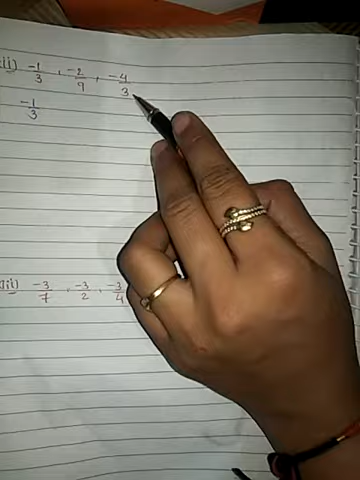 ii) -1/3 , -2/9 , -4/3
-1/3
iii) -3/7 , -3/2 , -3/4